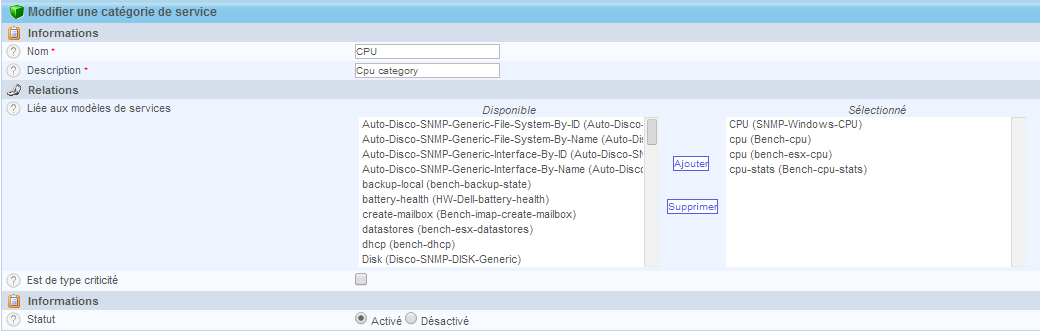 Modifier une catégorie de service
Informations
Nom *
CPU
Description *
Cpu category
Relations
Liée aux modèles de services
Disponible
Auto-Disco-SNMP-Generic-File-System-By-ID (Auto-Disco-
Auto-Disco-SNMP-Generic-File-System-By-Name (Auto-Dis
Auto-Disco-SNMP-Generic-Interface-By-ID (Auto-Disco-SN
Auto-Disco-SNMP-Generic-Interface-By-Name (Auto-Disco
backup-local (bench-backup-state)
battery-health (HW-Dell-battery-health)
create-mailbox (Bench-imap-create-mailbox)
datastores (bench-esx-datastores)
dhcp (bench-dhcp)
Disk (Disco-SNMP-DISK-Generic)
Ajouter
Supprimer
Sélectionné
CPU (SNMP-Windows-CPU)
cpu (Bench-cpu)
cpu (bench-esx-cpu)
cpu-stats (Bench-cpu-stats)
Est de type criticité
Informations
Statut
Activé Désactivé